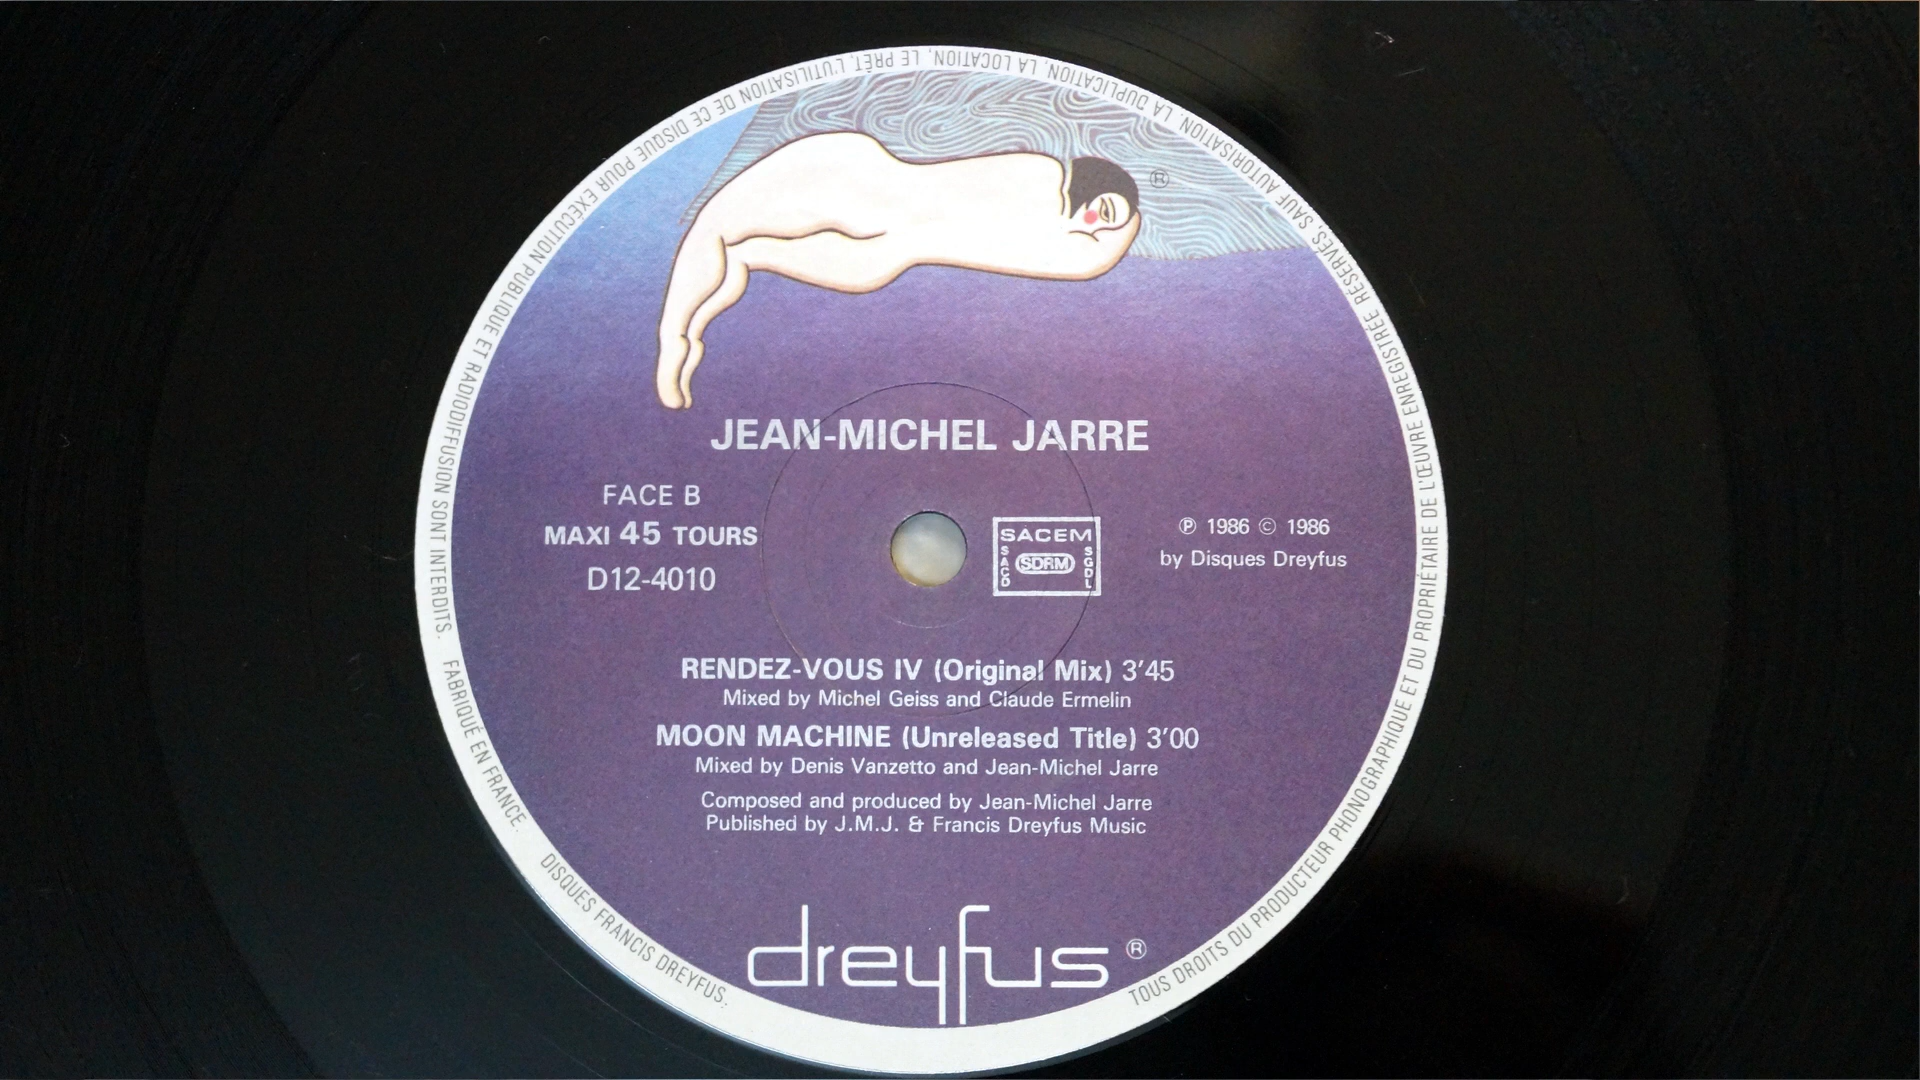 JEAN-MICHEL JARRE
FACE B
MAXI 45 TOURS
D12-4010
SACEM
SACD
SDRM
SGDL
℗ 1986 © 1986
by Disques Dreyfus
RENDEZ-VOUS IV (Original Mix) 3'45
Mixed by Michel Geiss and Claude Ermelin
MOON MACHINE (Unreleased Title) 3'00
Mixed by Denis Vanzetto and Jean-Michel Jarre
Composed and produced by Jean-Michel Jarre
Published by J.M.J. & Francis Dreyfus Music
dreyfus ®
®
TOUS DROITS DU PRODUCTEUR PHONOGRAPHIQUE ET DU PROPRIÉTAIRE DE L'ŒUVRE ENREGISTRÉE RÉSERVÉS, SAUF AUTORISATION, LA DUPLICATION, LA LOCATION, LE PRÊT, L'UTILISATION DE CE DISQUE POUR EXÉCUTION PUBLIQUE ET RADIODIFFUSION SONT INTERDITS. FABRIQUÉ EN FRANCE. DISQUES FRANCIS DREYFUS.